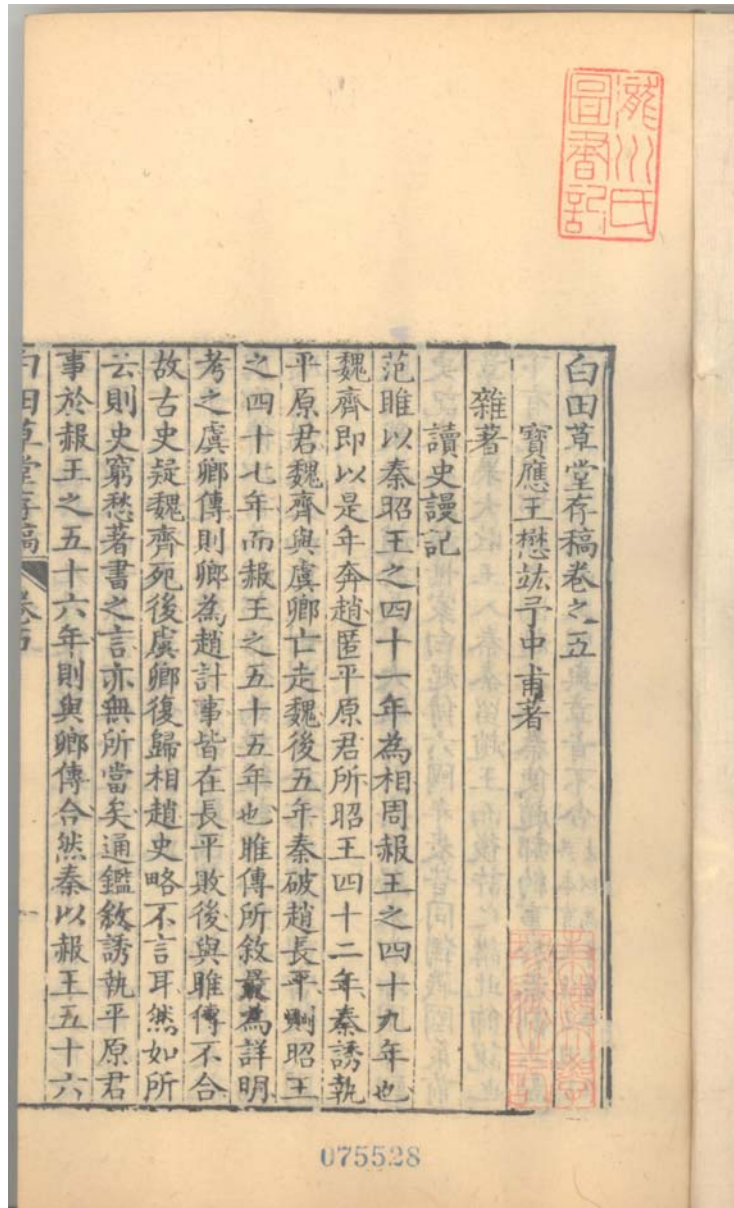 白田草堂存稿卷之五
寶應王懋竑予中甫著
雜著
讀史謾記
范雎以秦昭王之四十一年為相周赧王之四十九年也
魏齊即以是年奔趙匿平原君所昭王四十二年秦誘執
平原君魏齊與虞卿亡走魏後五年秦破趙長平則昭王
之四十七年而赧王之五十五年也雎傳所敘最為詳明
考之虞卿傳則卿為趙計事皆在長平敗後與雎傳不合
故古史疑魏齊死後虞卿復歸相趙史略不言耳然如所
云則史窮愁著書之言亦無所當矣通鑑敘誘執平原君
事於赧王之五十六年則與卿傳合然秦以赧王五十六
白田草堂存稿 卷五
瀧川氏
圖書記
075528